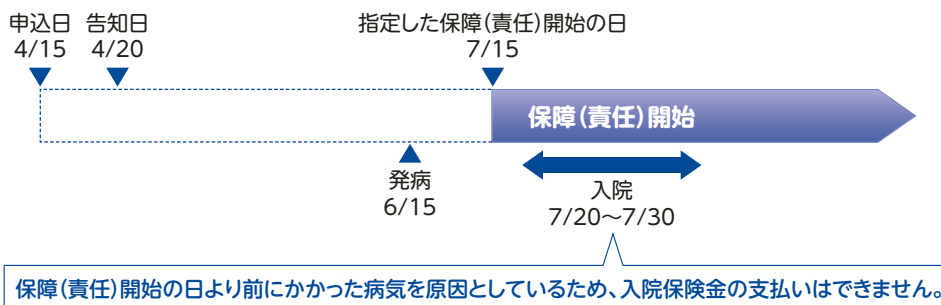 申込日 告知日 指定した保障(責任)開始の日
4/15 4/20 7/15
保障(責任)開始
発病
6/15
入院
7/20〜7/30
保障(責任)開始の日より前にかかった病気を原因としているため、入院保険金の支払いはできません。